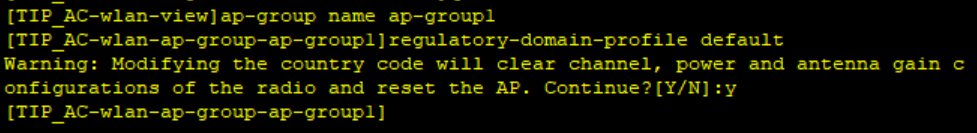 [TIP_AC-wlan-view]ap-group name ap-group1
[TIP_AC-wlan-ap-group-ap-group1]regulatory-domain-profile default
Warning: Modifying the country code will clear channel, power and antenna gain c
onfigurations of the radio and reset the AP. Continue?[Y/N]:y
[TIP_AC-wlan-ap-group-ap-group1]